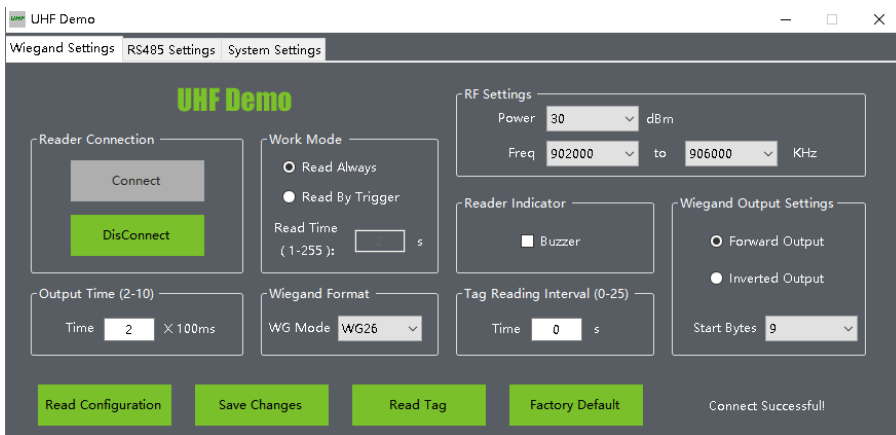 UHF UHF Demo
Wiegand Settings RS485 Settings System Settings
UHF Demo
Reader Connection
Connect
DisConnect
Work Mode
Read Always
Read By Trigger
Read Time
(1-255): 2 s
RF Settings
Power 30 dBm
Freq 902000 to 906000 KHz
Reader Indicator
Buzzer
Wiegand Output Settings
Forward Output
Inverted Output
Start Bytes 9
Output Time (2-10)
Time 2 ×100ms
Wiegand Format
WG Mode WG26
Tag Reading Interval (0-25)
Time 0 s
Read Configuration Save Changes Read Tag Factory Default Connect Successful!